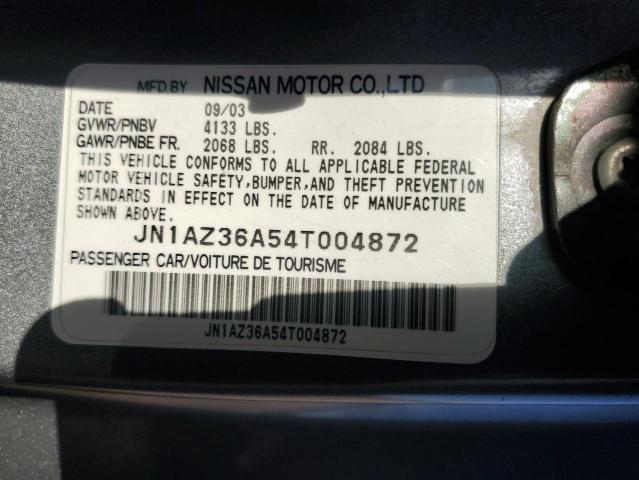 MFD.BY NISSAN MOTOR CO.,LTD
DATE 09/03
GVWR/PNBV 4133 LBS.
GAWR/PNBE FR. 2068 LBS. RR. 2084 LBS.
THIS VEHICLE CONFORMS TO ALL APPLICABLE FEDERAL
MOTOR VEHICLE SAFETY,BUMPER,AND THEFT PREVENTION
STANDARDS IN EFFECT ON THE DATE OF MANUFACTURE
SHOWN ABOVE.
JN1AZ36A54T004872
PASSENGER CAR/VOITURE DE TOURISME
JN1AZ36A54T004872